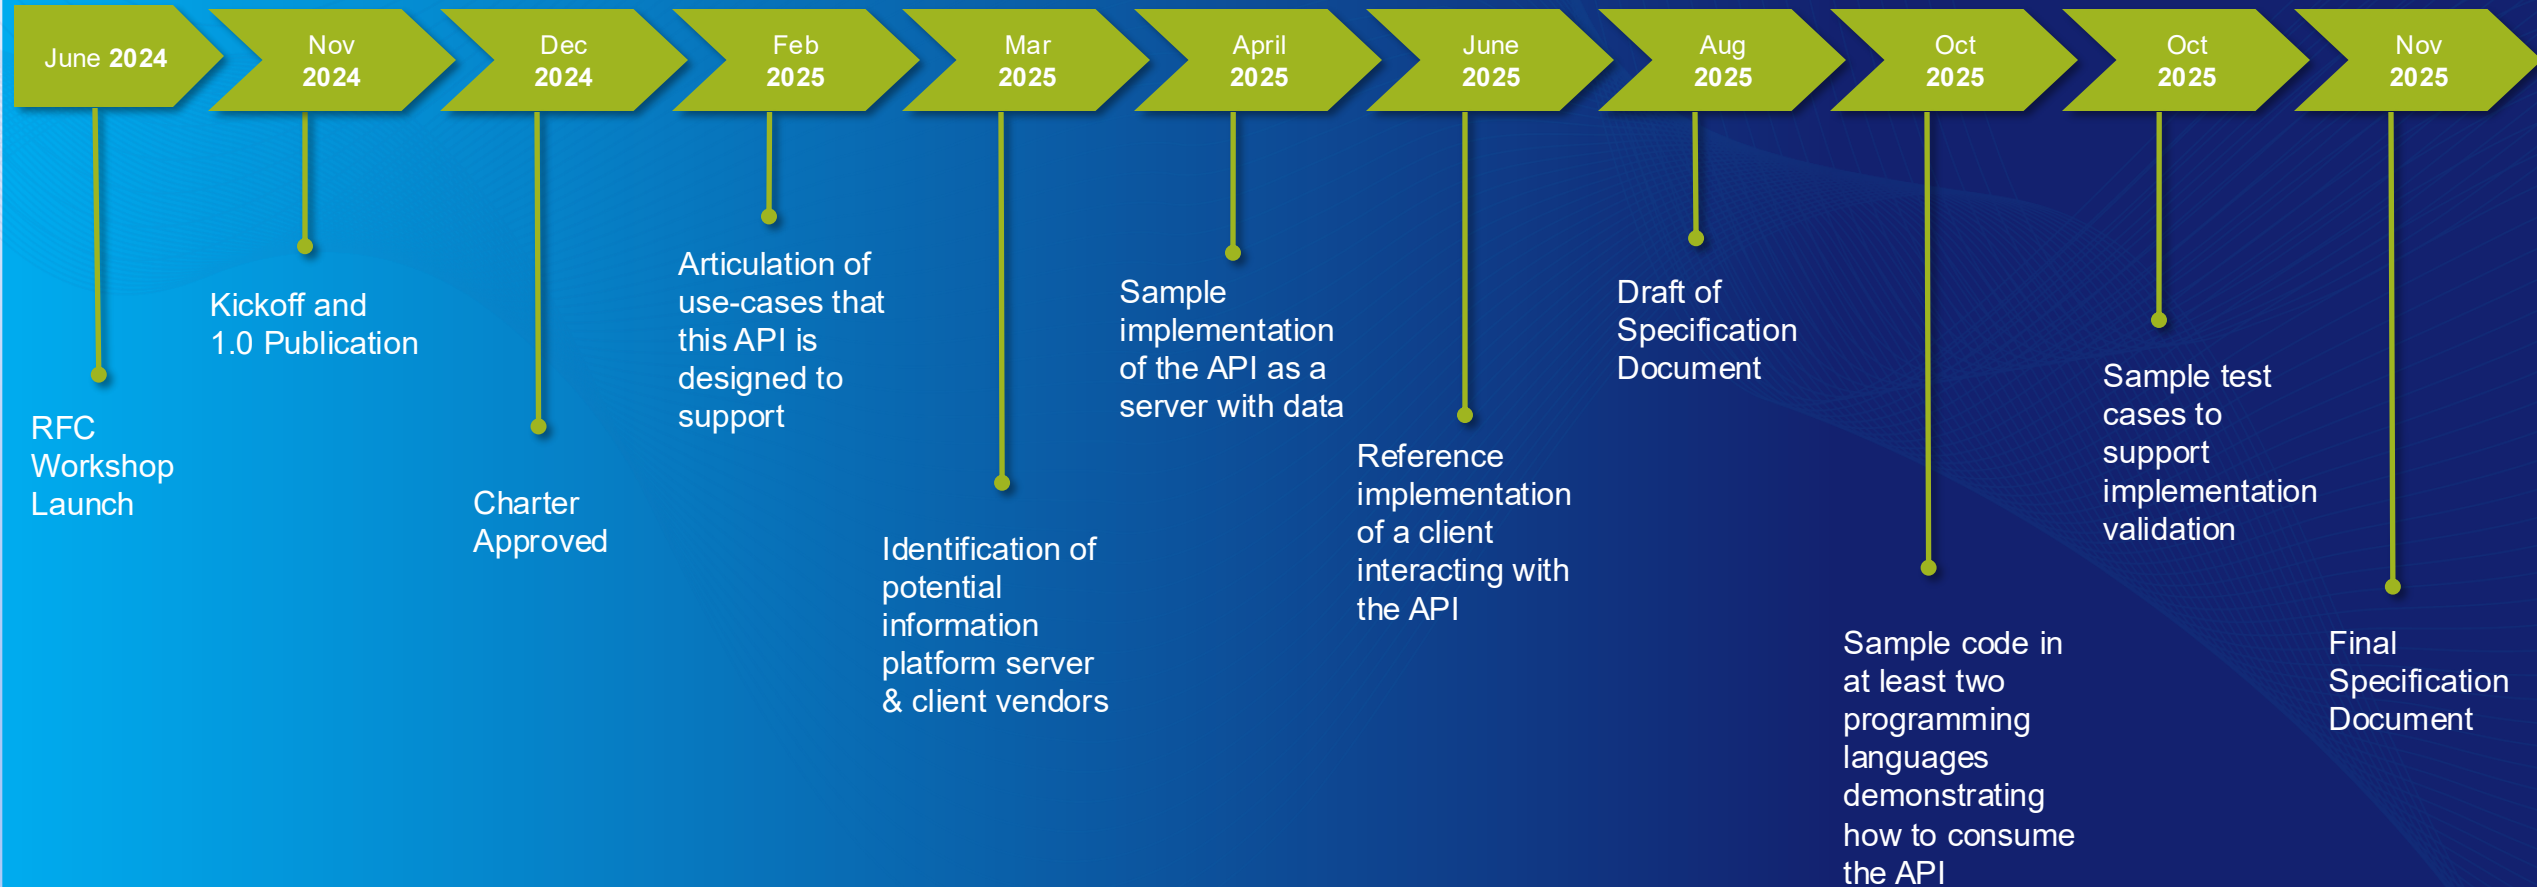 June 2024
Nov
2024
Dec
2024
Feb
2025
Mar
2025
April
2025
June
2025
Aug
2025
Oct
2025
Oct
2025
Nov
2025
RFC
Workshop
Launch
Kickoff and
1.0 Publication
Charter
Approved
Articulation of
use-cases that
this API is
designed to
support
Identification of
potential
information
platform server
& client vendors
Sample
implementation
of the API as a
server with data
Reference
implementation
of a client
interacting with
the API
Draft of
Specification
Document
Sample code in
at least two
programming
languages
demonstrating
how to consume
the API
Sample test
cases to
support
implementation
validation
Final
Specification
Document